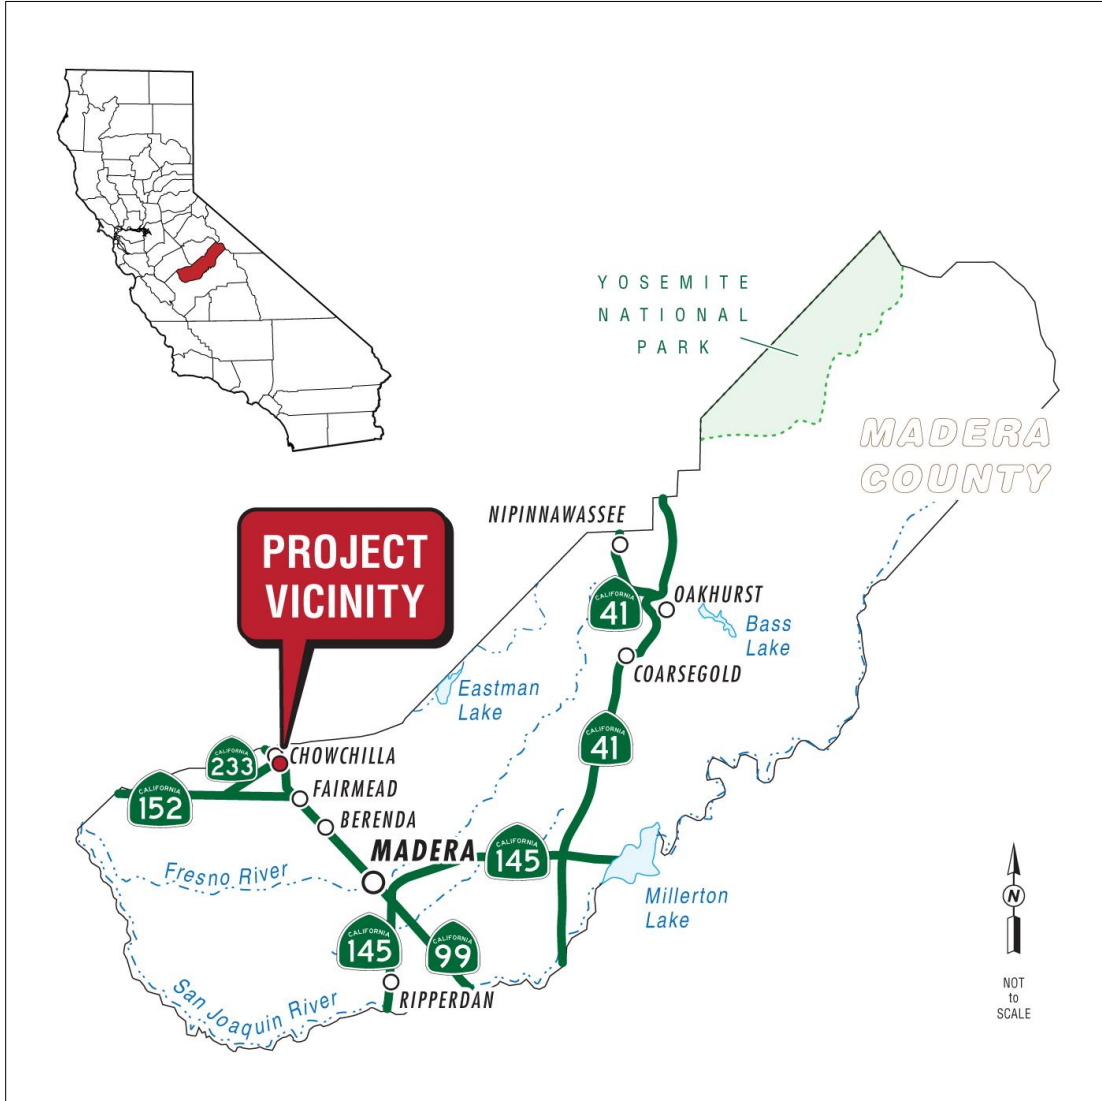 YOSEMITE
NATIONAL
PARK
MADERA
COUNTY
NIPINNAWASSEE
PROJECT
VICINITY
CALIFORNIA
41
OAKHURST
Bass
Lake
COARSEGOLD
Eastman
Lake
CALIFORNIA
41
CHOWCHILLA
CALIFORNIA
233
FAIRMEAD
CALIFORNIA
152
BERENDA
MADERA
CALIFORNIA
145
Fresno River
Millerton
Lake
N
CALIFORNIA
145
CALIFORNIA
99
San Joaquin River
RIPPERDAN
NOT
to
SCALE